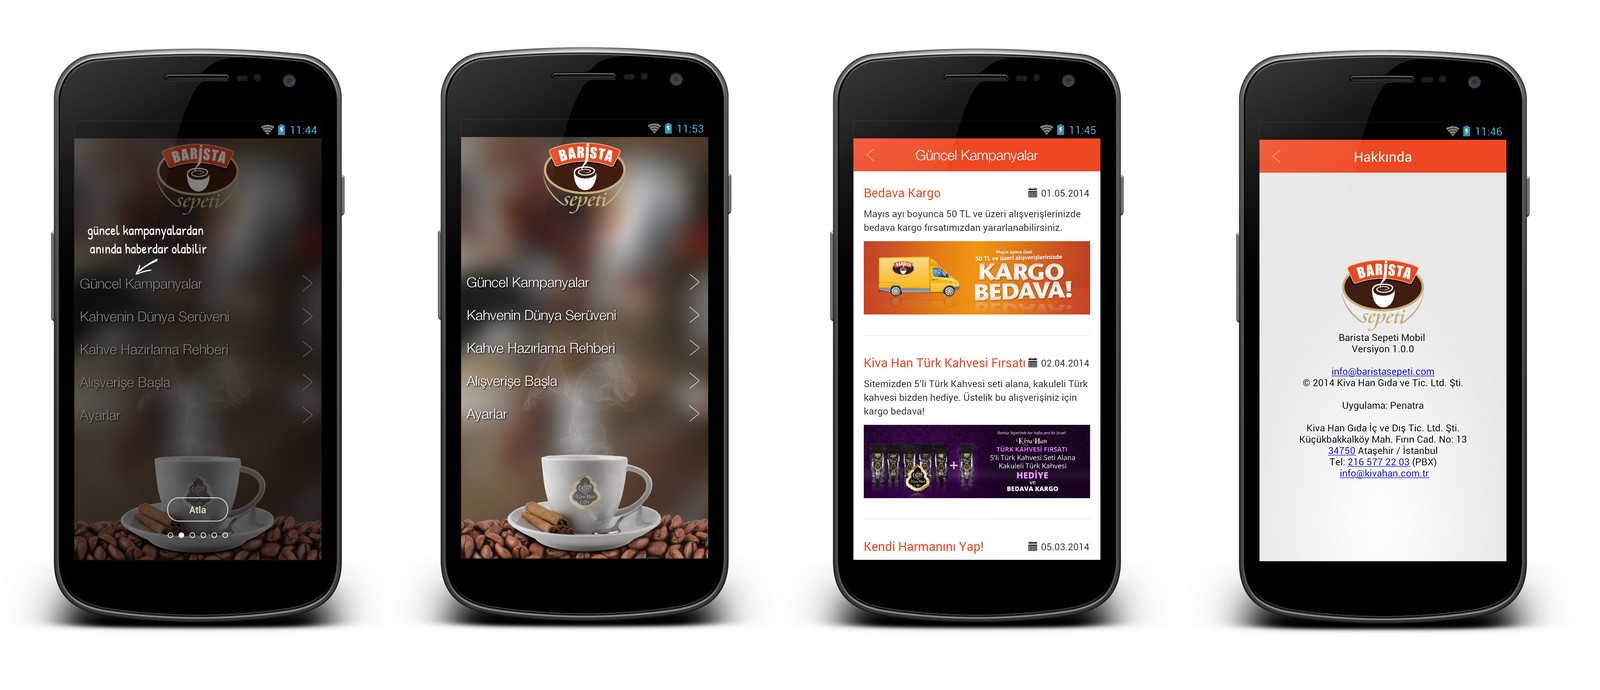 11:44
BARISTA
sepeti
güncel kampanyalardan
anında haberdar olabilir
Güncel Kampanyalar
Kahvenin Dünya Serüveni
Kahve Hazırlama Rehberi
Alışverişe Başla
Ayarlar
Atla
11:53
BARISTA
sepeti
Güncel Kampanyalar
Kahvenin Dünya Serüveni
Kahve Hazırlama Rehberi
Alışverişe Başla
Ayarlar
Kiva Han
11:45
Güncel Kampanyalar
Bedava Kargo 01.05.2014
Mayıs ayı boyunca 50 TL ve üzeri alışverişlerinizde
bedava kargo fırsatımızdan yararlanabilirsiniz.
Mayıs ayına özel
50 TL ve üzeri alışverişlerinizde
KARGO
BEDAVA!
Kiva Han Türk Kahvesi Fırsatı 02.04.2014
Sitemizden 5'li Türk Kahvesi seti alana, kakuleli Türk
kahvesi bizden hediye. Üstelik bu alışverişiniz için
kargo bedava!
Kiva Han
TÜRK KAHVESİ FIRSATI
5'li Türk Kahvesi Seti Alana
Kakuleli Türk Kahvesi
HEDİYE
ve
BEDAVA KARGO
+
Kendi Harmanını Yap! 05.03.2014
11:46
Hakkında
BARISTA
sepeti
Barista Sepeti Mobil
Versiyon 1.0.0
info@baristasepeti.com
© 2014 Kiva Han Gıda ve Tic. Ltd. Şti.
Uygulama: Penatra
Kiva Han Gıda İç ve Dış Tic. Ltd. Şti.
Küçükbakkalköy Mah. Fırın Cad. No: 13
34750 Ataşehir / İstanbul
Tel: 216 577 22 03 (PBX)
info@kivahan.com.tr